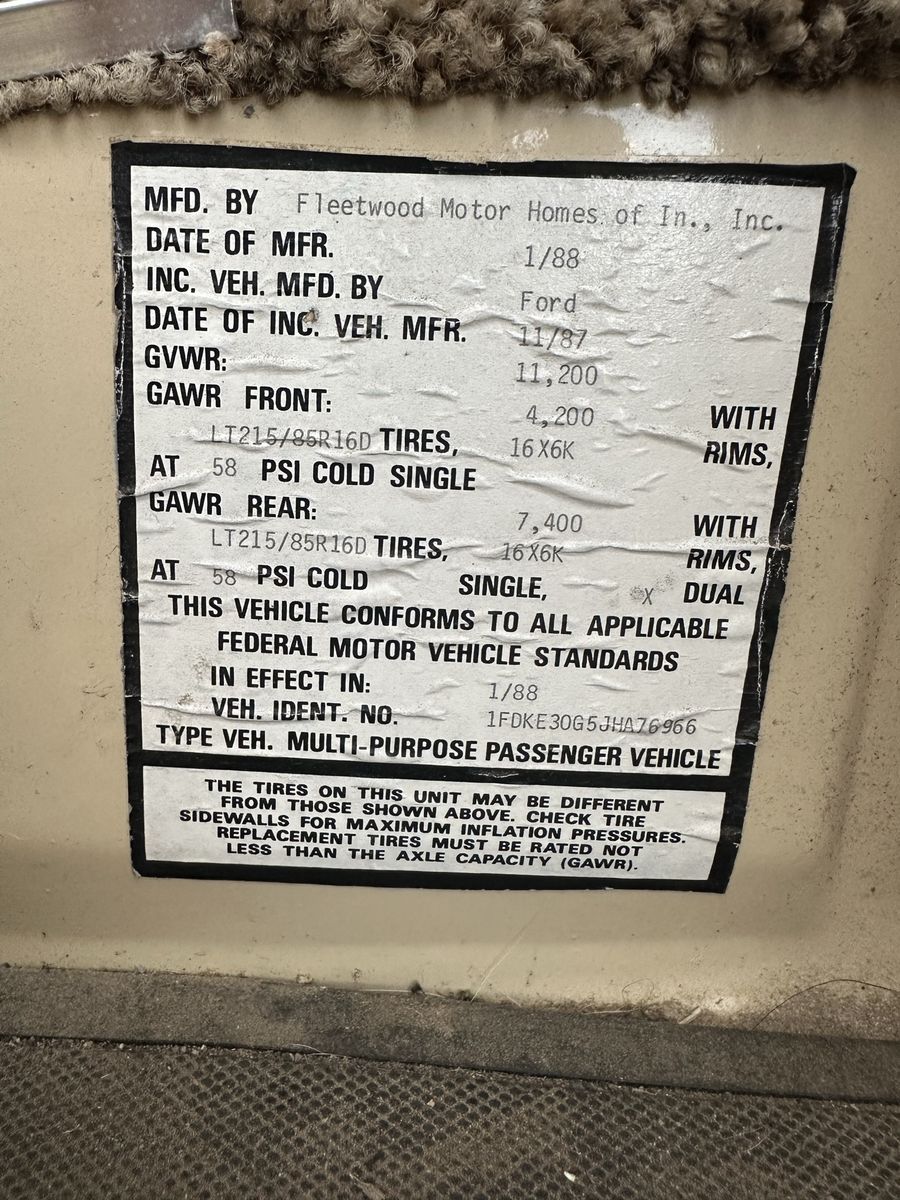 MFD. BY Fleetwood Motor Homes of In., Inc.
DATE OF MFR. 1/88
INC. VEH. MFD. BY Ford
DATE OF INC. VEH. MFR. 11/87
GVWR: 11,200
GAWR FRONT: 4,200 WITH
LT215/85R16D TIRES, 16X6K RIMS,
AT 58 PSI COLD SINGLE
GAWR REAR: 7,400 WITH
LT215/85R16D TIRES, 16X6K RIMS,
AT 58 PSI COLD SINGLE, X DUAL
THIS VEHICLE CONFORMS TO ALL APPLICABLE
FEDERAL MOTOR VEHICLE STANDARDS
IN EFFECT IN: 1/88
VEH. IDENT. NO. 1FDKE30G5JHA76966
TYPE VEH. MULTI-PURPOSE PASSENGER VEHICLE
THE TIRES ON THIS UNIT MAY BE DIFFERENT
FROM THOSE SHOWN ABOVE. CHECK TIRE
SIDEWALLS FOR MAXIMUM INFLATION PRESSURES.
REPLACEMENT TIRES MUST BE RATED NOT
LESS THAN THE AXLE CAPACITY (GAWR).